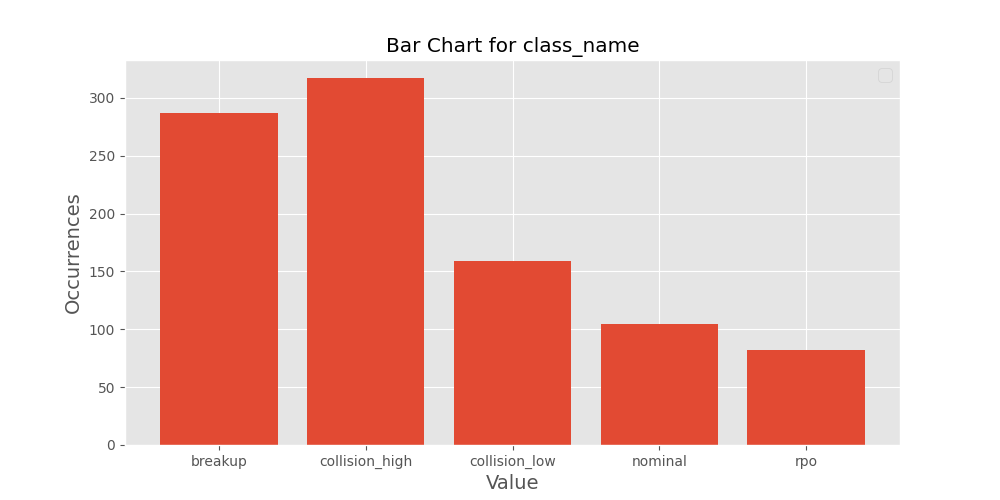 Bar Chart for class_name
300
250
200
150
100
50
0
Occurrences
breakup collision_high collision_low nominal rpo
Value